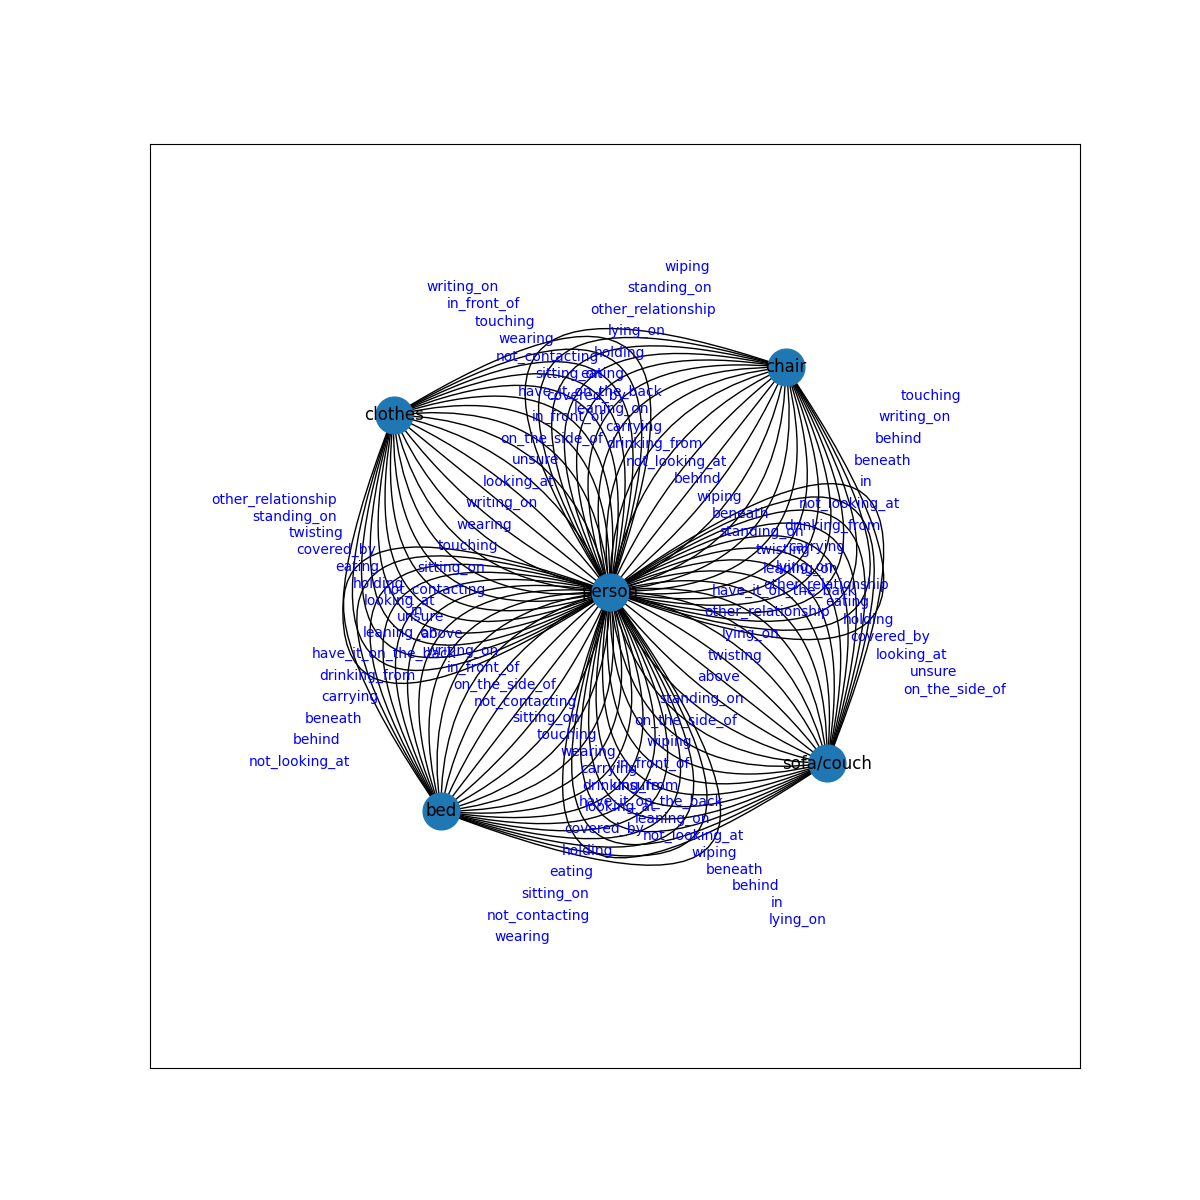 wiping
writing_on
standing_on
in_front_of
other_relationship
touching
lying_on
wearing
holding
not_contacting
chair
sitting_on
eating
have_it_on_the_back
covered_by
touching
leaning_on
clothes
in_front_of
writing_on
carrying
on_the_side_of
behind
drinking_from
unsure
not_looking_at
beneath
looking_at
behind
in
other_relationship
wiping
writing_on
not_looking_at
standing_on
beneath
wearing
drinking_from
twisting
standing_on
touching
twisting
carrying
covered_by
eating
sitting_on
leaning_on
lying_on
holding
not_contacting
person
have_it_on_the_back
other_relationship
looking_at
in
eating
unsure
other_relationship
holding
leaning_on
above
lying_on
covered_by
have_it_on_the_back
writing_on
twisting
looking_at
in_front_of
drinking_from
on_the_side_of
above
unsure
carrying
not_contacting
standing_on
on_the_side_of
beneath
sitting_on
on_the_side_of
behind
touching
wiping
not_looking_at
wearing
in_front_of
sofa/couch
carrying
drinking_from
unsure
bed
have_it_on_the_back
looking_at
leaning_on
covered_by
not_looking_at
holding
wiping
eating
beneath
sitting_on
behind
not_contacting
in
wearing
lying_on